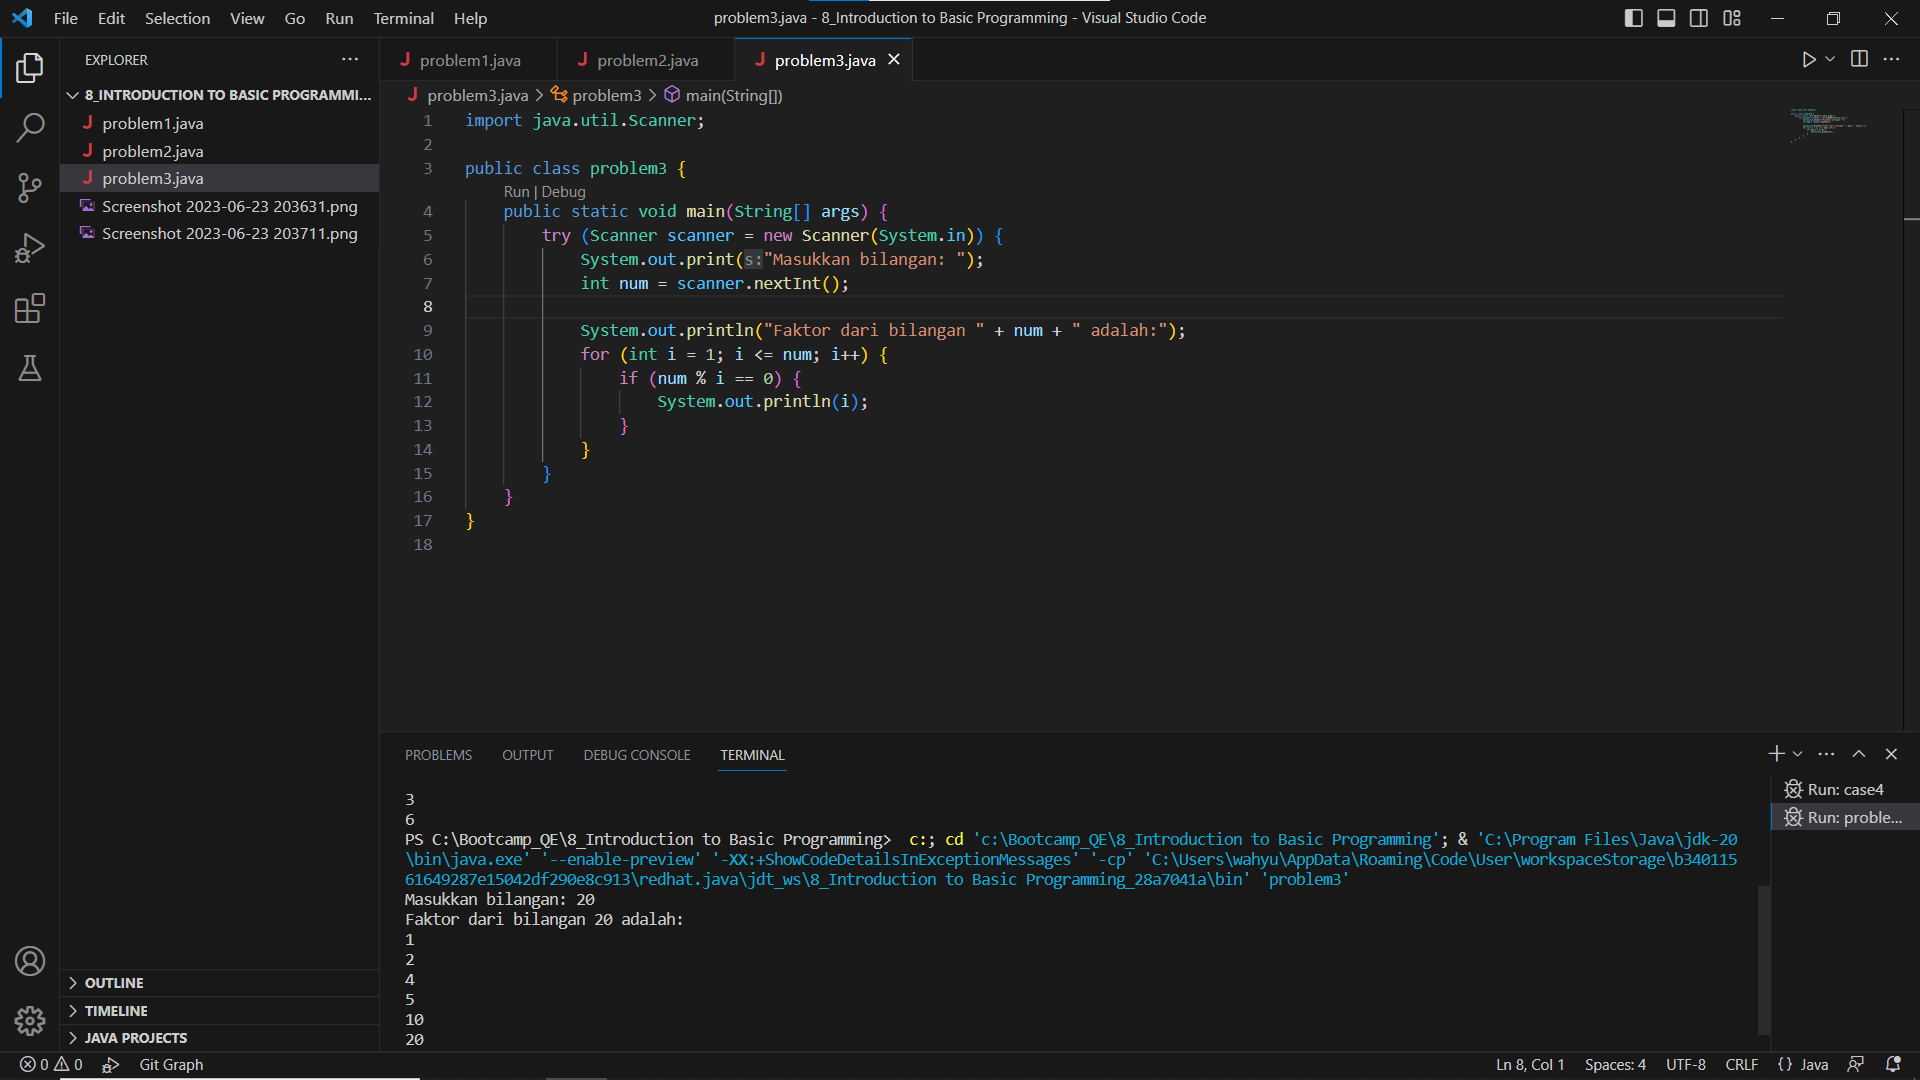 File Edit Selection View Go Run Terminal Help
problem3.java - 8_Introduction to Basic Programming - Visual Studio Code
EXPLORER
8_INTRODUCTION TO BASIC PROGRAMMI...
problem1.java
problem2.java
problem3.java
Screenshot 2023-06-23 203631.png
Screenshot 2023-06-23 203711.png
OUTLINE
TIMELINE
JAVA PROJECTS
problem1.java problem2.java problem3.java
problem3.java > problem3 > main(String[])
1 import java.util.Scanner;
2
3 public class problem3 {
Run | Debug
4 public static void main(String[] args) {
5 try (Scanner scanner = new Scanner(System.in)) {
6 System.out.print(s:"Masukkan bilangan: ");
7 int num = scanner.nextInt();
8
9 System.out.println("Faktor dari bilangan " + num + " adalah:");
10 for (int i = 1; i <= num; i++) {
11 if (num % i == 0) {
12 System.out.println(i);
13 }
14 }
15 }
16 }
17 }
18
PROBLEMS OUTPUT DEBUG CONSOLE TERMINAL
3
6
PS C:\Bootcamp_QE\8_Introduction to Basic Programming>  c:; cd 'c:\Bootcamp_QE\8_Introduction to Basic Programming'; & 'C:\Program Files\Java\jdk-20
\bin\java.exe' '--enable-preview' '-XX:+ShowCodeDetailsInExceptionMessages' '-cp' 'C:\Users\wahyu\AppData\Roaming\Code\User\workspaceStorage\b340115
61649287e15042df290e8c913\redhat.java\jdt_ws\8_Introduction to Basic Programming_28a7041a\bin' 'problem3'
Masukkan bilangan: 20
Faktor dari bilangan 20 adalah:
1
2
4
5
10
20
Run: case4
Run: proble...
0 0 Git Graph
Ln 8, Col 1 Spaces: 4 UTF-8 CRLF {} Java